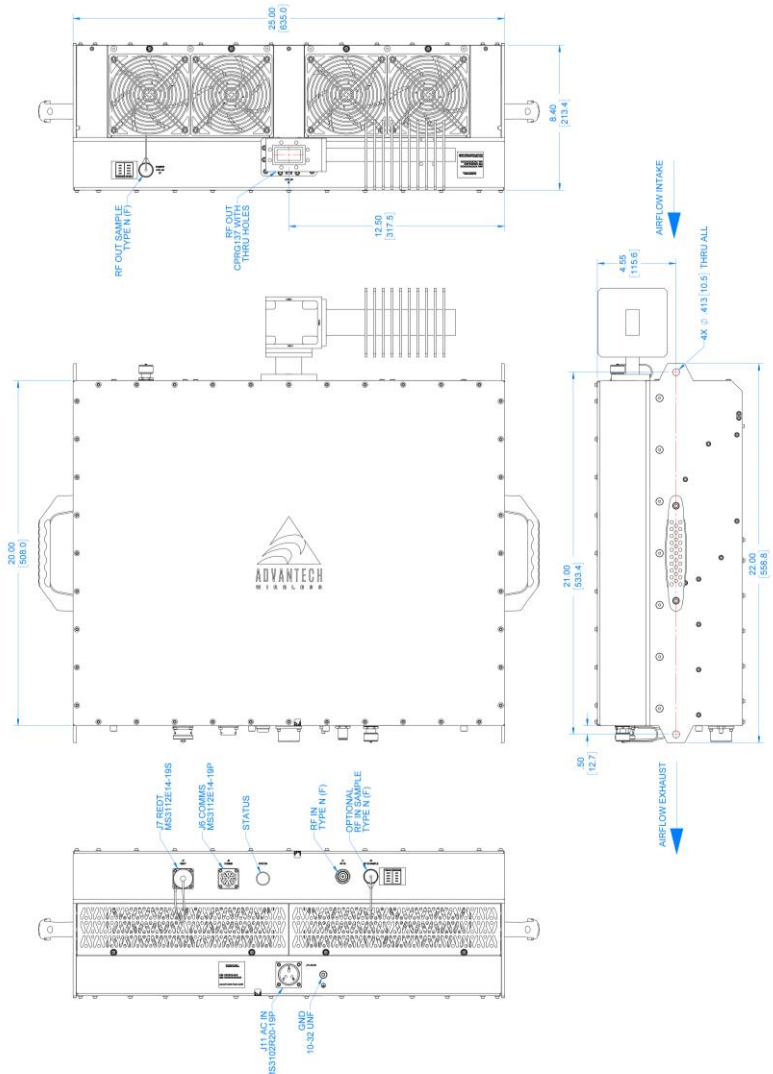 25.00
[635.0]
8.40
[213.4]
RF OUT SAMPLE
TYPE N (F)
RF OUT
CPRG137 WITH
THRU HOLES
12.50
[317.5]
AIRFLOW INTAKE
4.55
[115.6]
4X ∅ .413 [10.5] THRU ALL
20.00
[508.0]
ADVANTECH
WIRELESS
21.00
[533.4]
22.00
[558.8]
.50
[12.7]
AIRFLOW EXHAUST
J7 REDT
MS3112E14-19S
J6 COMMS
MS3112E14-19P
STATUS
RF IN
TYPE N (F)
OPTIONAL
RF IN SAMPLE
TYPE N (F)
J11 AC IN
IS3102R20-19P
GND
10-32 UNF